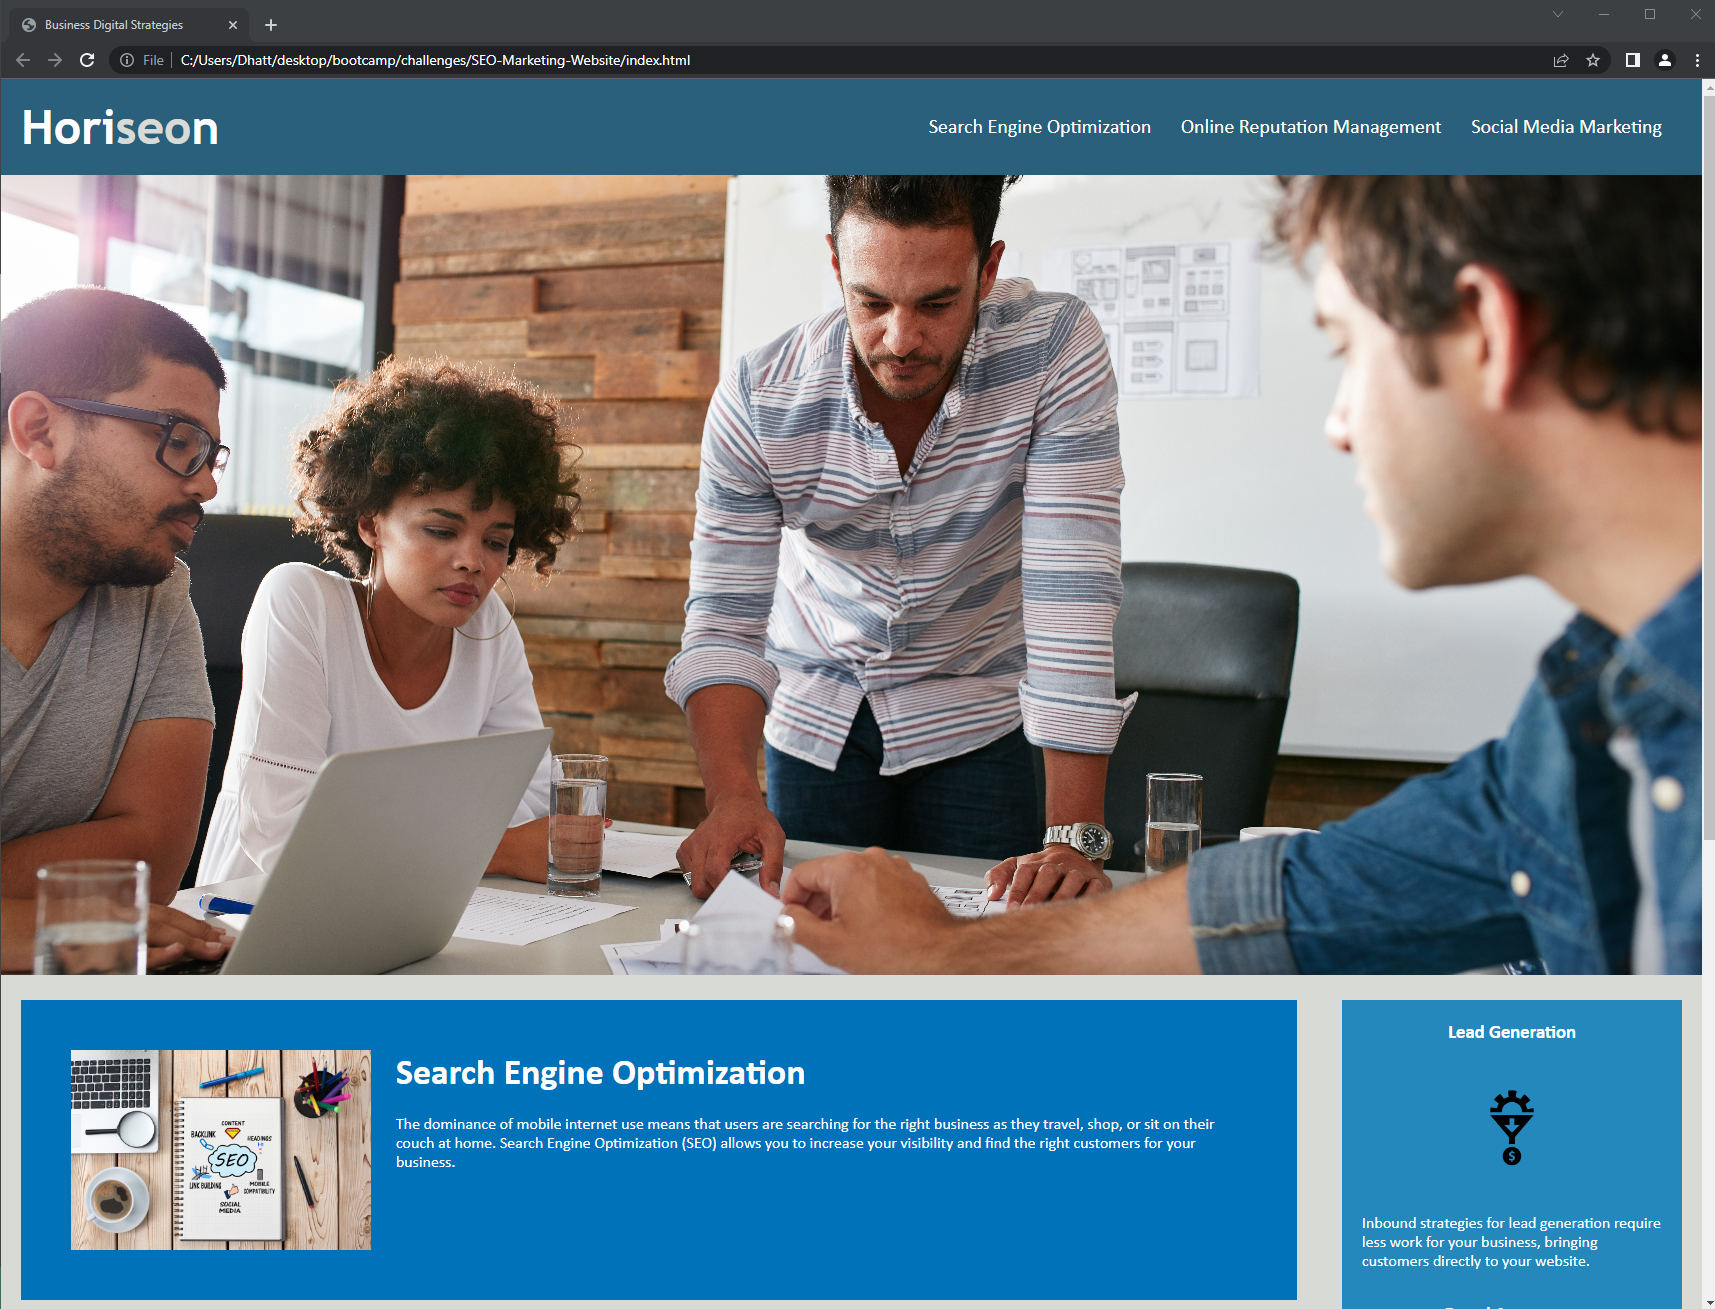 Business Digital Strategies
File
C:/Users/Dhatt/desktop/bootcamp/challenges/SEO-Marketing-Website/index.html
Horiseon
Search Engine Optimization
Online Reputation Management
Social Media Marketing
Search Engine Optimization
The dominance of mobile internet use means that users are searching for the right business as they travel, shop, or sit on their
couch at home. Search Engine Optimization (SEO) allows you to increase your visibility and find the right customers for your
business.
CONTENT
BACKLINK
HEADINGS
SEO
LINK BUILDING
MOBILE
COMPATIBILITY
SOCIAL
MEDIA
Lead Generation
$
Inbound strategies for lead generation require
less work for your business, bringing
customers directly to your website.